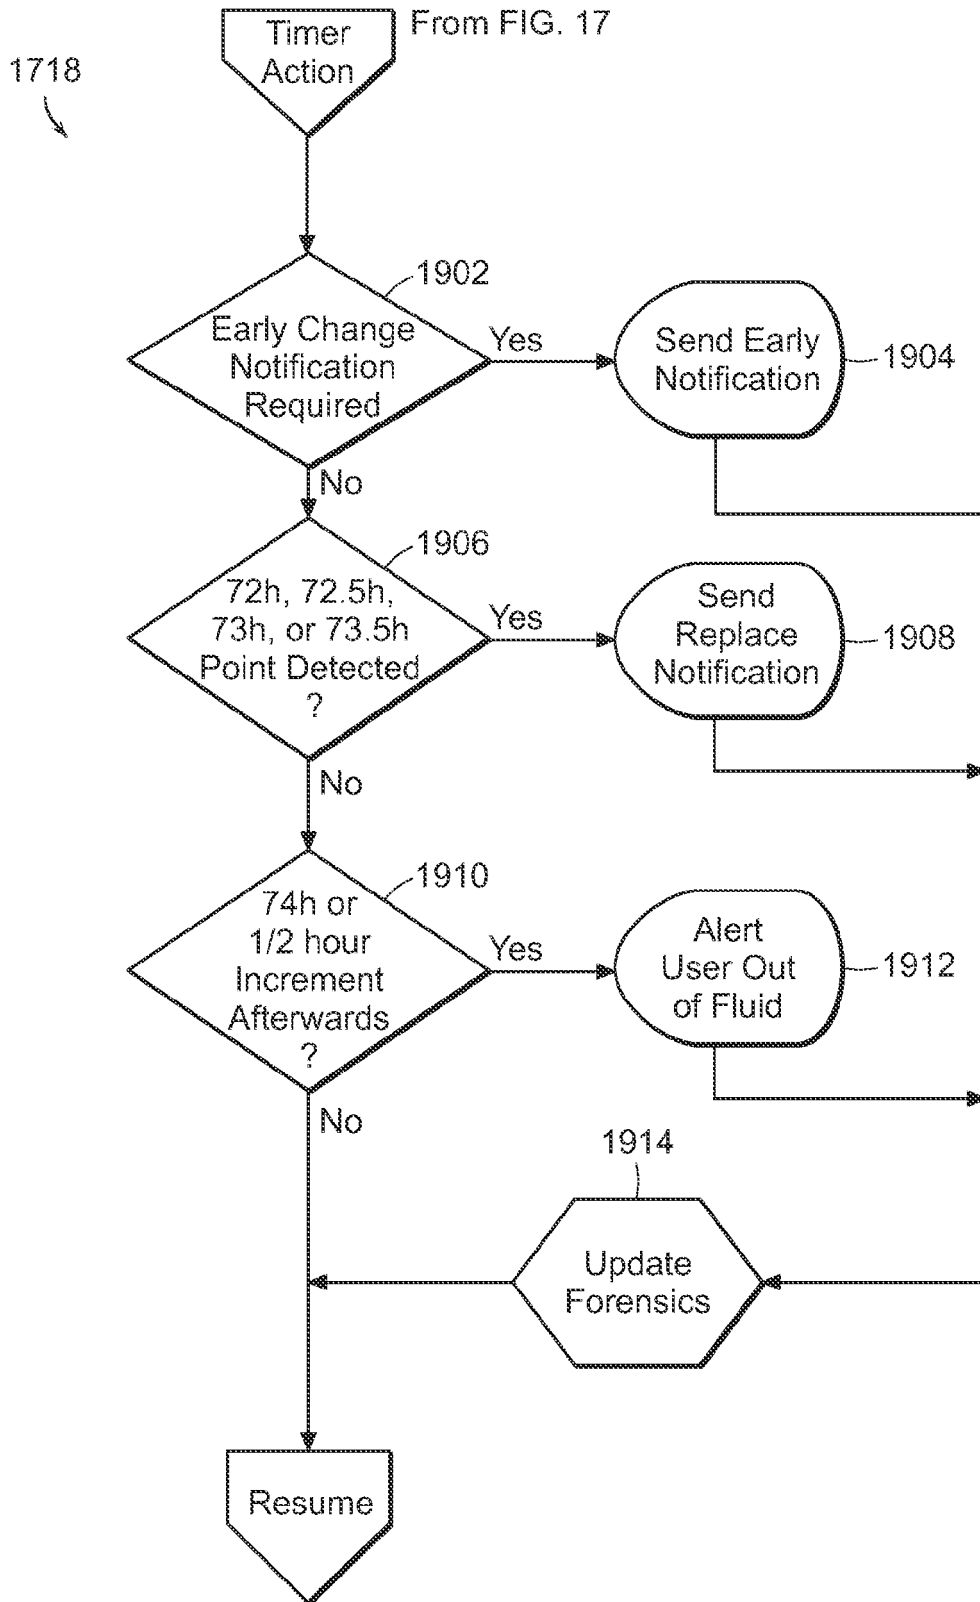 From FIG. 17
Timer
Action
1718
1902
Early Change
Notification
Required
Yes
Send Early
Notification
1904
No
1906
72h, 72.5h,
73h, or 73.5h
Point Detected
?
Yes
Send
Replace
Notification
1908
No
1910
74h or
1/2 hour
Increment
Afterwards
?
Yes
Alert
User Out
of Fluid
1912
No
1914
Update
Forensics
Resume